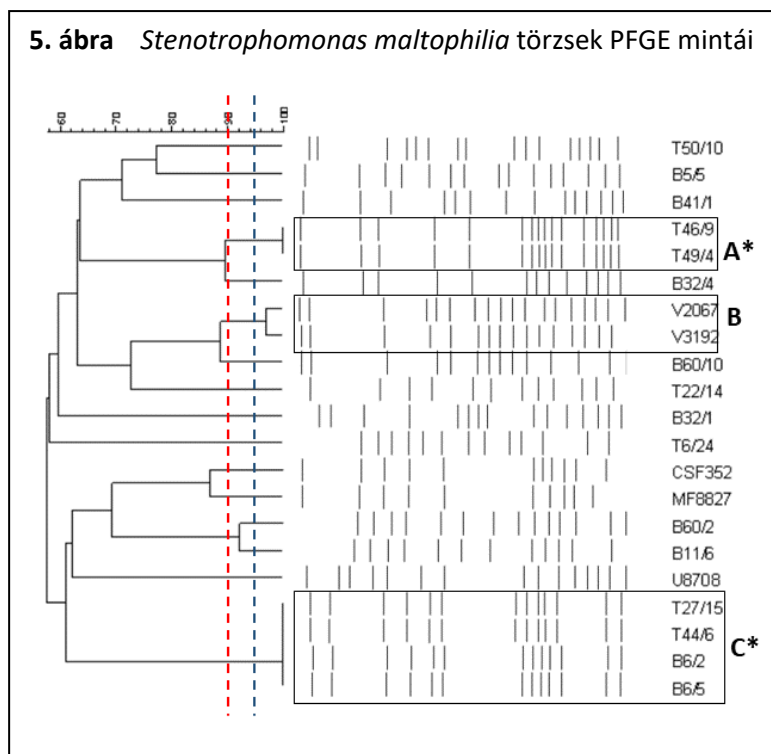 5. ábra Stenotrophomonas maltophilia törzsek PFGE mintái
60 70 80 90 100
T50/10
B5/5
B41/1
T46/9
T49/4
A*
B32/4
V2067
B
V3192
B60/10
T22/14
B32/1
T6/24
CSF352
MF8827
B60/2
B11/6
U8708
T27/15
T44/6
C*
B6/2
B6/5